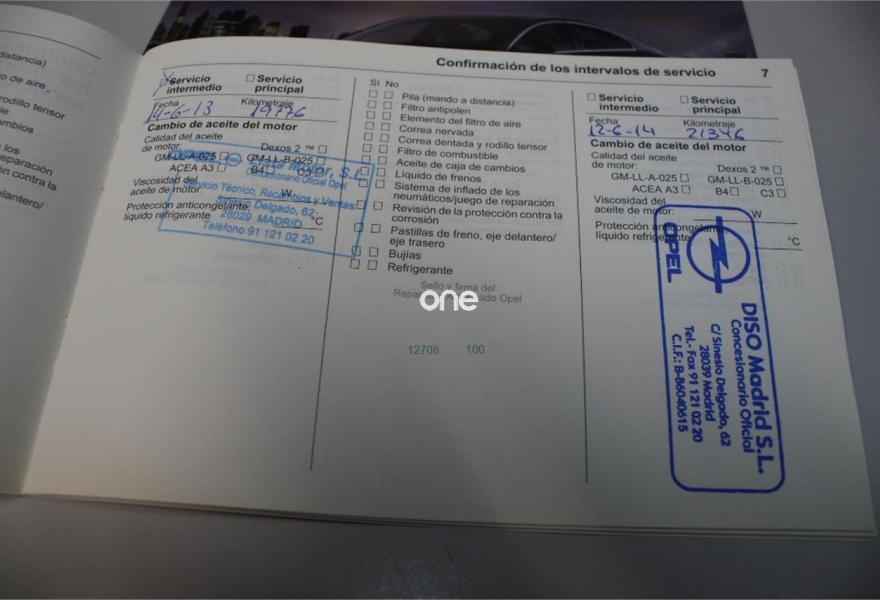 Confirmación de los intervalos de servicio 7
distancia)
o de aire
rodillo tensor
mbios
los
eparación
n contra la
elantero/
Servicio intermedio
Servicio principal
Fecha Kilometraje
14-6-13 19776
Cambio de aceite del motor
Calidad del aceite
de motor: Dexos 2 ™
GM-LL-A-025 GM-LL-B-025
ACEA A3 B4 C3
Viscosidad del
aceite de motor: W
Protección anticongelante,
líquido refrigerante °C
Concesionario Oficial Opel
Servicio Técnico, Recambios y Ventas:
Sinesio Delgado, 62
28029 MADRID
Teléfono 91 121 02 20
Si No
Pila (mando a distancia)
Filtro antipolen
Elemento del filtro de aire
Correa nervada
Correa dentada y rodillo tensor
Filtro de combustible
Aceite de caja de cambios
Líquido de frenos
Sistema de inflado de los
neumáticos/juego de reparación
Revisión de la protección contra la
corrosión
Pastillas de freno, eje delantero/
eje trasero
Bujías
Refrigerante
Sello y firma del
Opel
one
12708 100
Servicio intermedio
Servicio principal
Fecha Kilometraje
12-6-14 21346
Cambio de aceite del motor
Calidad del aceite
de motor: Dexos 2 ™
GM-LL-A-025 GM-LL-B-025
ACEA A3 B4 C3
Viscosidad del
aceite de motor: W
Protección anticongelante,
líquido refrigerante °C
OPEL
DISO Madrid S.L.
Concesionario Oficial
C/Sinesio Delgado, 62
28039 Madrid
Tel.- Fax 91 121 02 20
C.I.F.: B-86040615